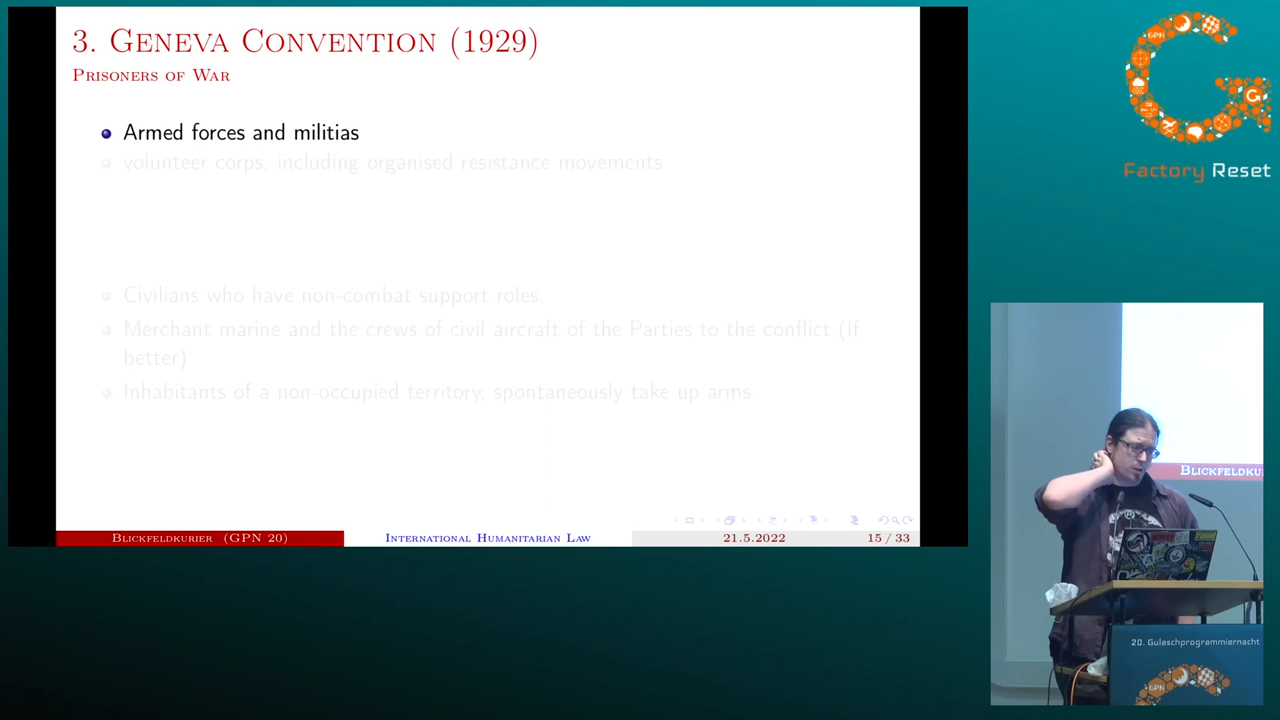 3. Geneva Convention (1929)
Prisoners of War
Armed forces and militias
volunteer corps, including organised resistance movements
Civilians who have non-combat support roles.
Merchant marine and the crews of civil aircraft of the Parties to the conflict (If
better)
Inhabitants of a non-occupied territory, spontaneously take up arms.
Blickfeldkurier (GPN 20)
International Humanitarian Law
21.5.2022
15 / 33
GPN
G
Factory Reset
Blickfeldku
20. Gulaschprogrammiernacht
GPN